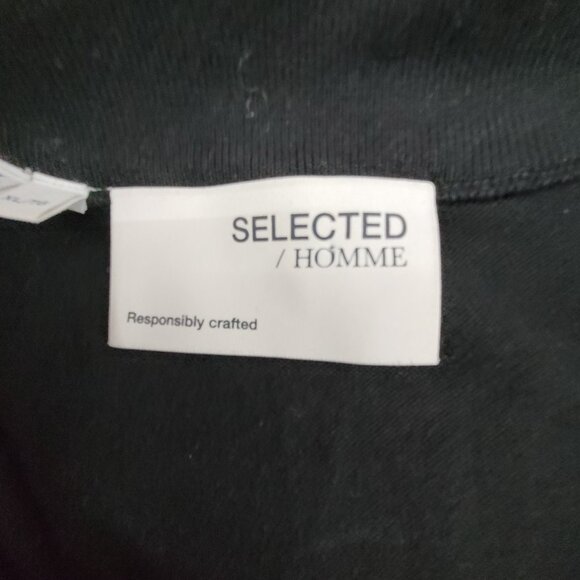 SELECTED
/ HOMME
Responsibly crafted